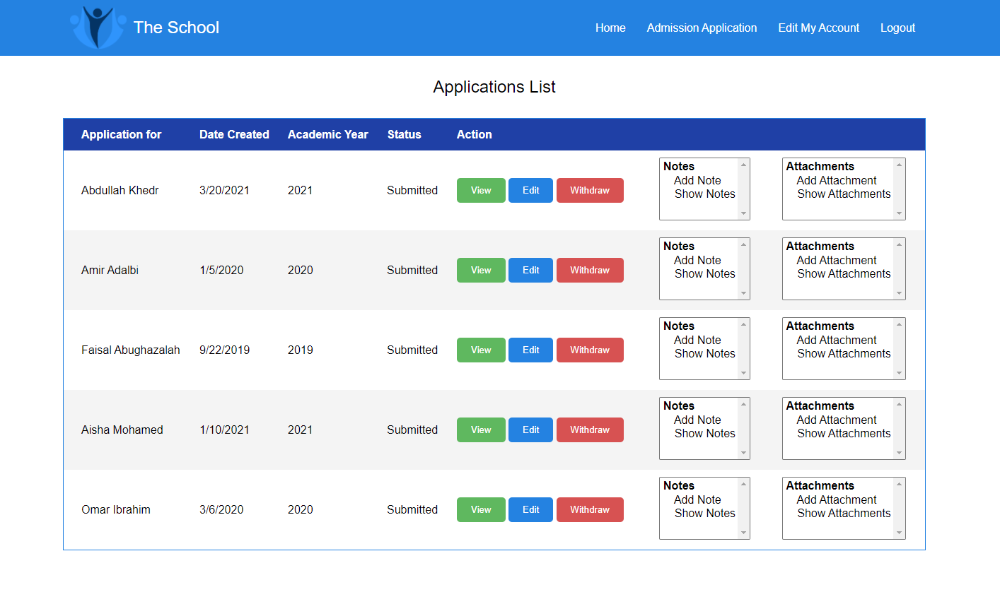 The School
Home Admission Application Edit My Account Logout
Applications List
Application for Date Created Academic Year Status Action
Notes Attachments
Add Note Add Attachment
Abdullah Khedr 3/20/2021 2021 Submitted View Edit Withdraw Show Notes Show Attachments
Notes Attachments
Add Note Add Attachment
Amir Adalbi 1/5/2020 2020 Submitted View Edit Withdraw Show Notes Show Attachments
Notes Attachments
Add Note Add Attachment
Faisal Abughazalah 9/22/2019 2019 Submitted View Edit Withdraw Show Notes Show Attachments
Notes Attachments
Add Note Add Attachment
Aisha Mohamed 1/10/2021 2021 Submitted View Edit Withdraw Show Notes Show Attachments
Notes Attachments
Add Note Add Attachment
Omar Ibrahim 3/6/2020 2020 Submitted View Edit Withdraw Show Notes Show Attachments